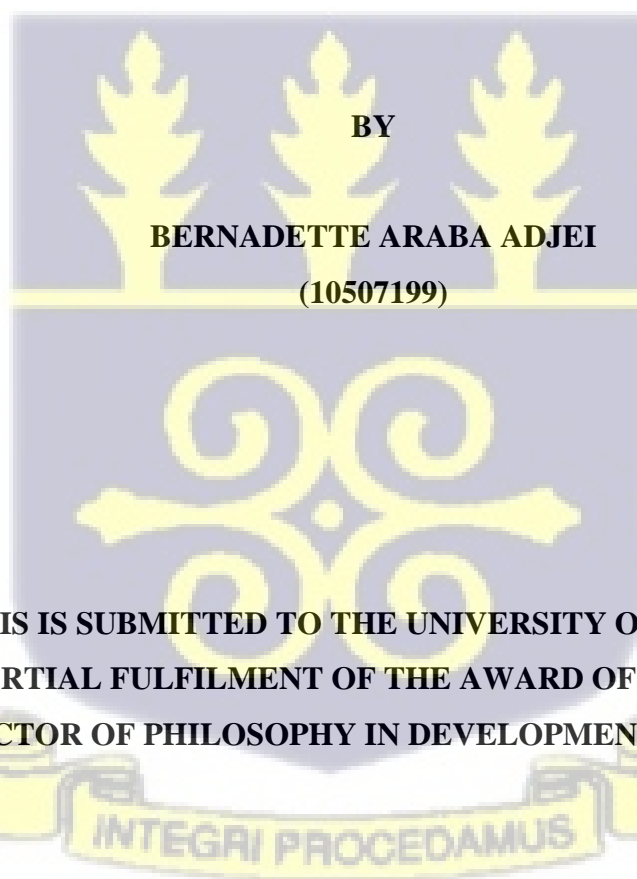 BY
BERNADETTE ARABA ADJEI
(10507199)
IS IS SUBMITTED TO THE UNIVERSITY O
RTIAL FULFILMENT OF THE AWARD OF
CTOR OF PHILOSOPHY IN DEVELOPMEN
INTEGRI PROCEDAMUS